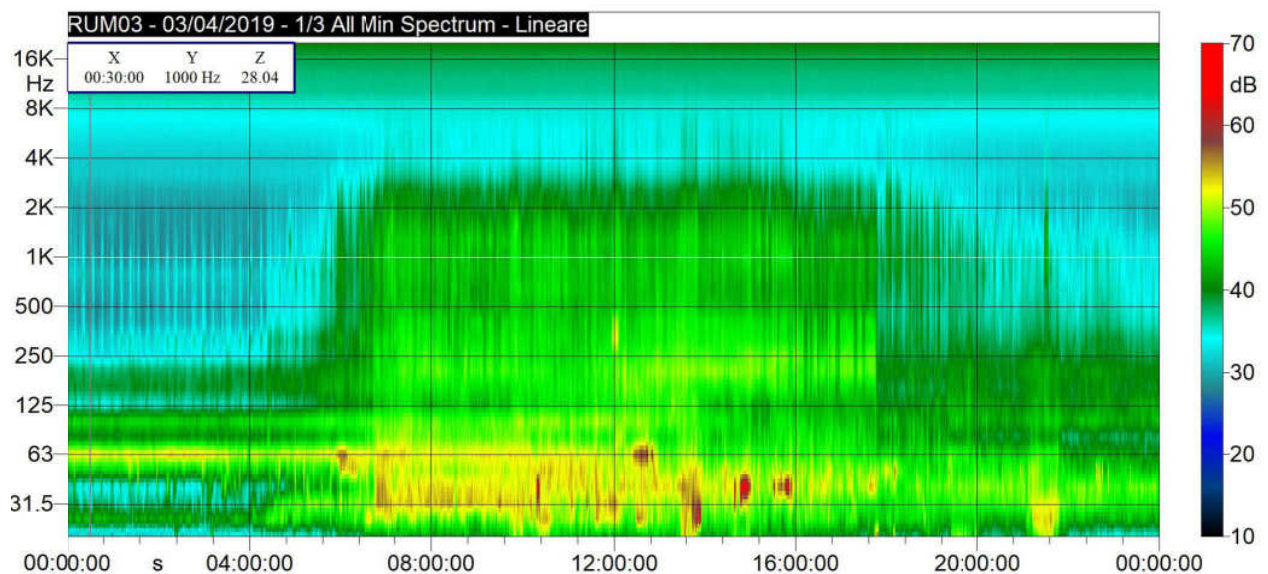 RUM03 - 03/04/2019 - 1/3 All Min Spectrum - Lineare
X Y Z
00:30:00 1000 Hz 28.04
16K
Hz
8K
4K
2K
1K
500
250
125
63
31.5
00:00:00 s 04:00:00 08:00:00 12:00:00 16:00:00 20:00:00 00:00:00
70
dB
60
50
40
30
20
10